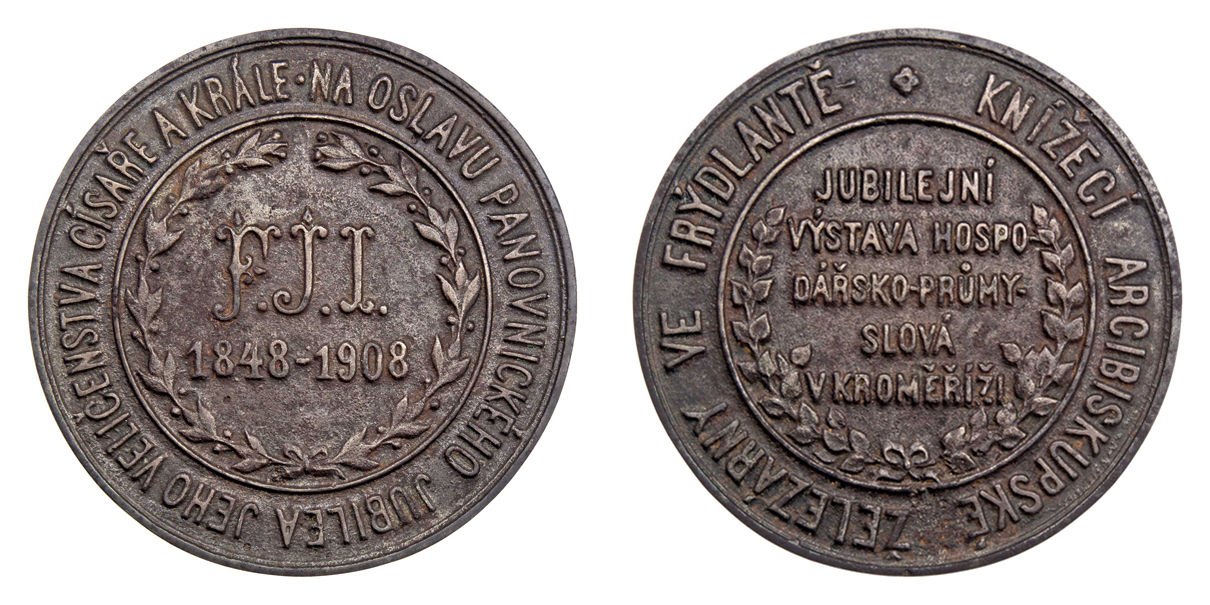 NA OSLAVU PANOVNICKÉHO JUBILEA JEHO VELIČENSTVA CÍSAŘE A KRÁLE·
F.J.I.
1848-1908
KNÍŽECÍ ARCIBISKUPSKÉ ŽELEZÁRNY VE FRÝDLANTĚ-
JUBILEJNÍ
VÝSTAVA HOSPO-
DÁŘSKO-PRŮMY-
SLOVÁ
V KROMĚŘÍŽI